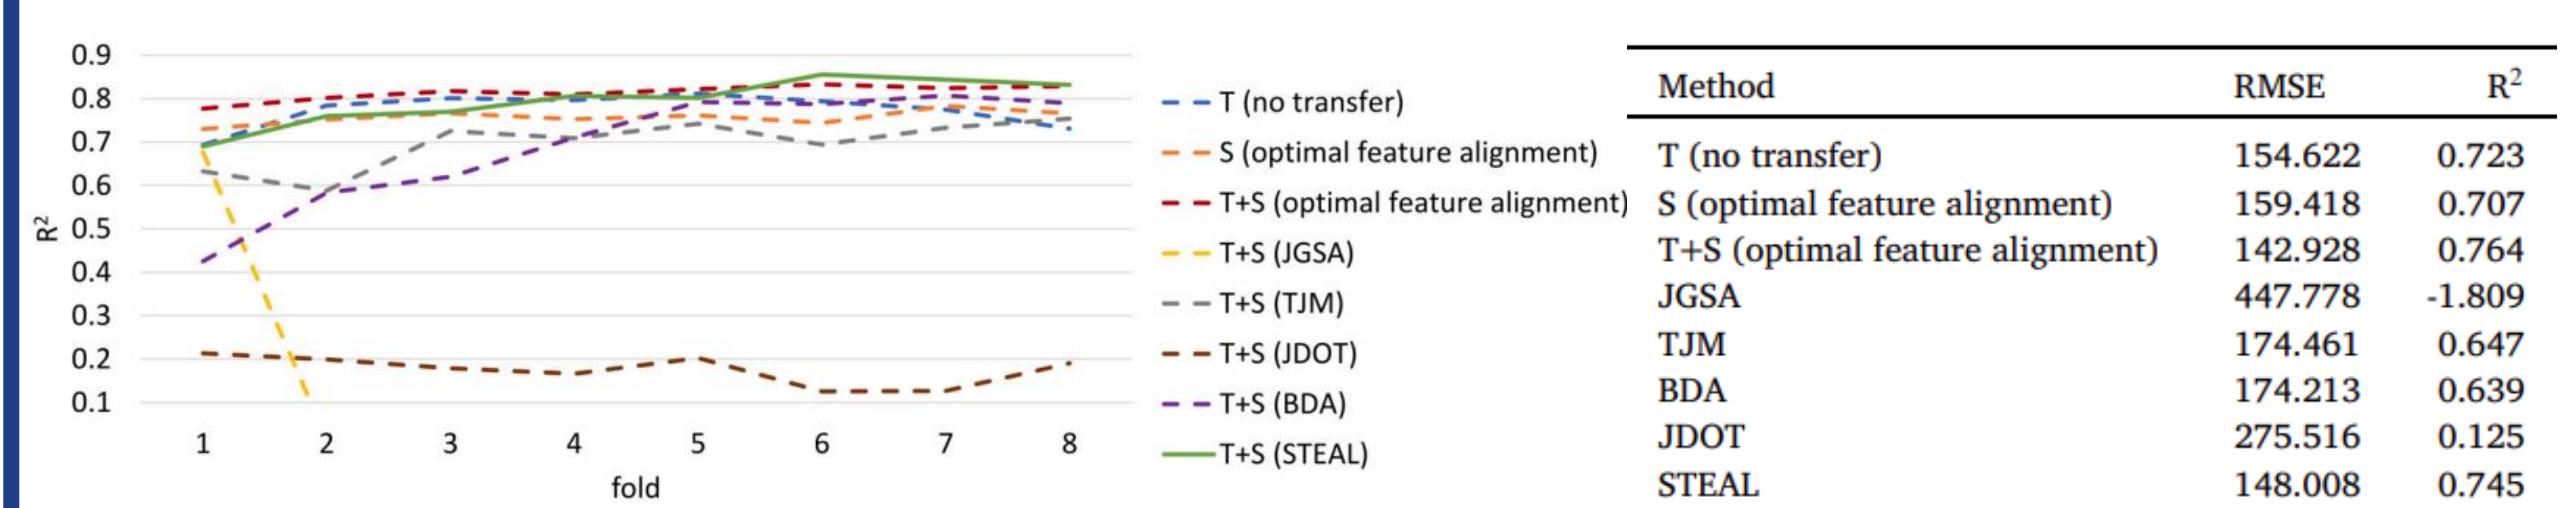 0.9
0.8
0.7
0.6
0.5
0.4
0.3
0.2
0.1
R²
1 2 3 4 5 6 7 8
fold
T (no transfer)
S (optimal feature alignment)
T+S (optimal feature alignment)
T+S (JGSA)
T+S (TJM)
T+S (JDOT)
T+S (BDA)
T+S (STEAL)
Method RMSE R²
T (no transfer) 154.622 0.723
S (optimal feature alignment) 159.418 0.707
T+S (optimal feature alignment) 142.928 0.764
JGSA 447.778 -1.809
TJM 174.461 0.647
BDA 174.213 0.639
JDOT 275.516 0.125
STEAL 148.008 0.745